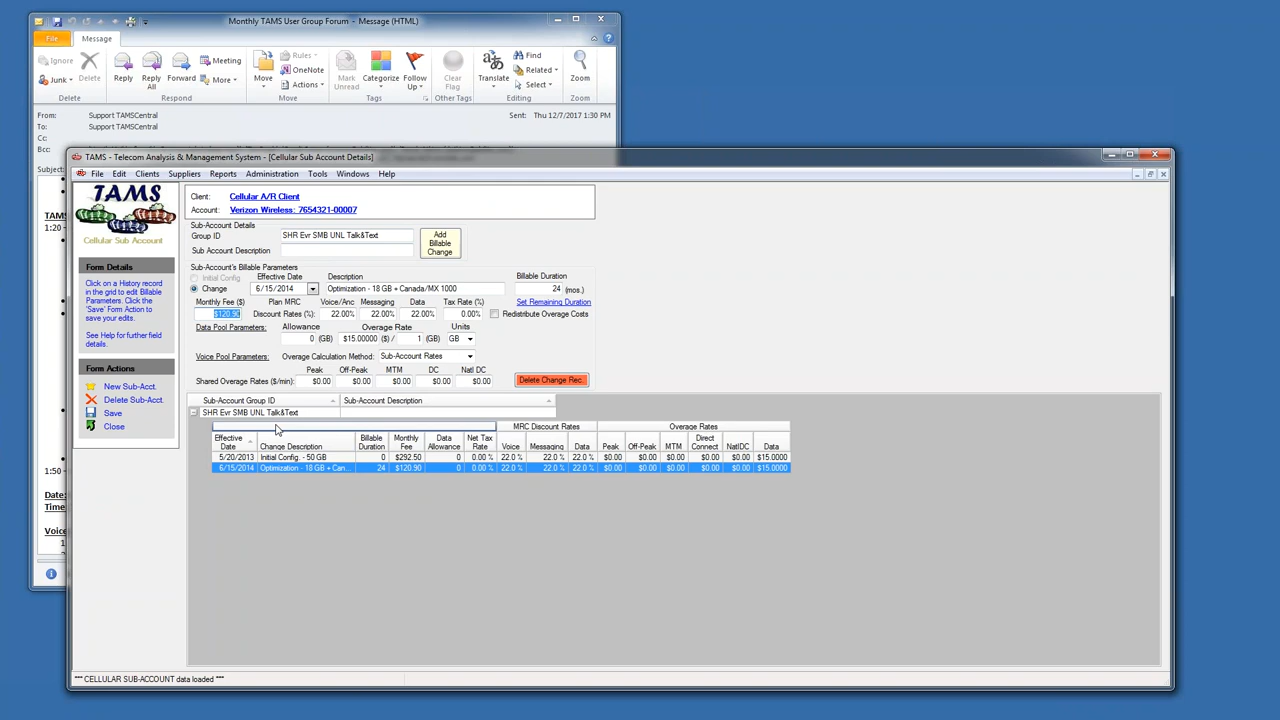 Monthly TAMS User Group Forum - Message (HTML)
File Message
Ignore Delete Reply Reply All Forward Meeting Move Rules OneNote Mark Unread Categorize Follow Up Clear Flag Translate Find Zoom
Junk More Actions Related Select
Delete Respond Move Tags Other Tags Editing Zoom
From: Support TAMSCentral Sent: Thu 12/7/2017 1:30 PM
To: Support TAMSCentral
Cc:
Bcc:
Subject:
TAMS
1:20
1:50
Date:
Time:
Voice
1
TAMS - Telecom Analysis & Management System - [Cellular Sub Account Details]
File Edit Clients Suppliers Reports Administration Tools Windows Help
TAMS
Cellular Sub Account
Form Details
Click on a History record
in the grid to edit Billable
Parameters. Click the
'Save' Form Action to
save your edits.
See Help for further field
details.
Form Actions
New Sub-Acct.
Delete Sub-Acct.
Save
Close
Client: Cellular A/R Client
Account: Verizon Wireless: 7654321-00007
Sub-Account Details
Group ID SHR Evr SMB UNL Talk&Text
Sub Account Description
Add Billable Change
Sub-Account's Billable Parameters
Initial Config Effective Date Description Billable Duration
Change 6/15/2014 Optimization - 18 GB + Canada/MX 1000 24 (mos.)
Monthly Fee ($) Plan MRC Voice/Anc Messaging Data Tax Rate (%) Set Remaining Duration
$120.90 Discount Rates (%): 22.00% 22.00% 22.00% 0.00% Redistribute Overage Costs
Data Pool Parameters: Allowance Overage Rate Units
0 (GB) $15.00000 ($) / 1 (GB) GB
Voice Pool Parameters: Overage Calculation Method: Sub-Account Rates
Peak Off-Peak MTM DC Natl DC
Shared Overage Rates ($/min): $0.00 $0.00 $0.00 $0.00 $0.00 Delete Change Rec.
Sub-Account Group ID Sub-Account Description
SHR Evr SMB UNL Talk&Text
MRC Discount Rates Overage Rates
Effective Date Change Description Billable Duration Monthly Fee Data Allowance Net Tax Rate Voice Messaging Data Peak Off-Peak MTM Direct Connect NatlDC Data
5/20/2013 Initial Config. - 50 GB 0 $292.50 0 0.00 % 22.0 % 22.0 % 22.0 % $0.00 $0.00 $0.00 $0.00 $0.00 $15.0000
6/15/2014 Optimization - 18 GB + Can... 24 $120.90 0 0.00 % 22.0 % 22.0 % 22.0 % $0.00 $0.00 $0.00 $0.00 $0.00 $15.0000
*** CELLULAR SUB-ACCOUNT data loaded ***